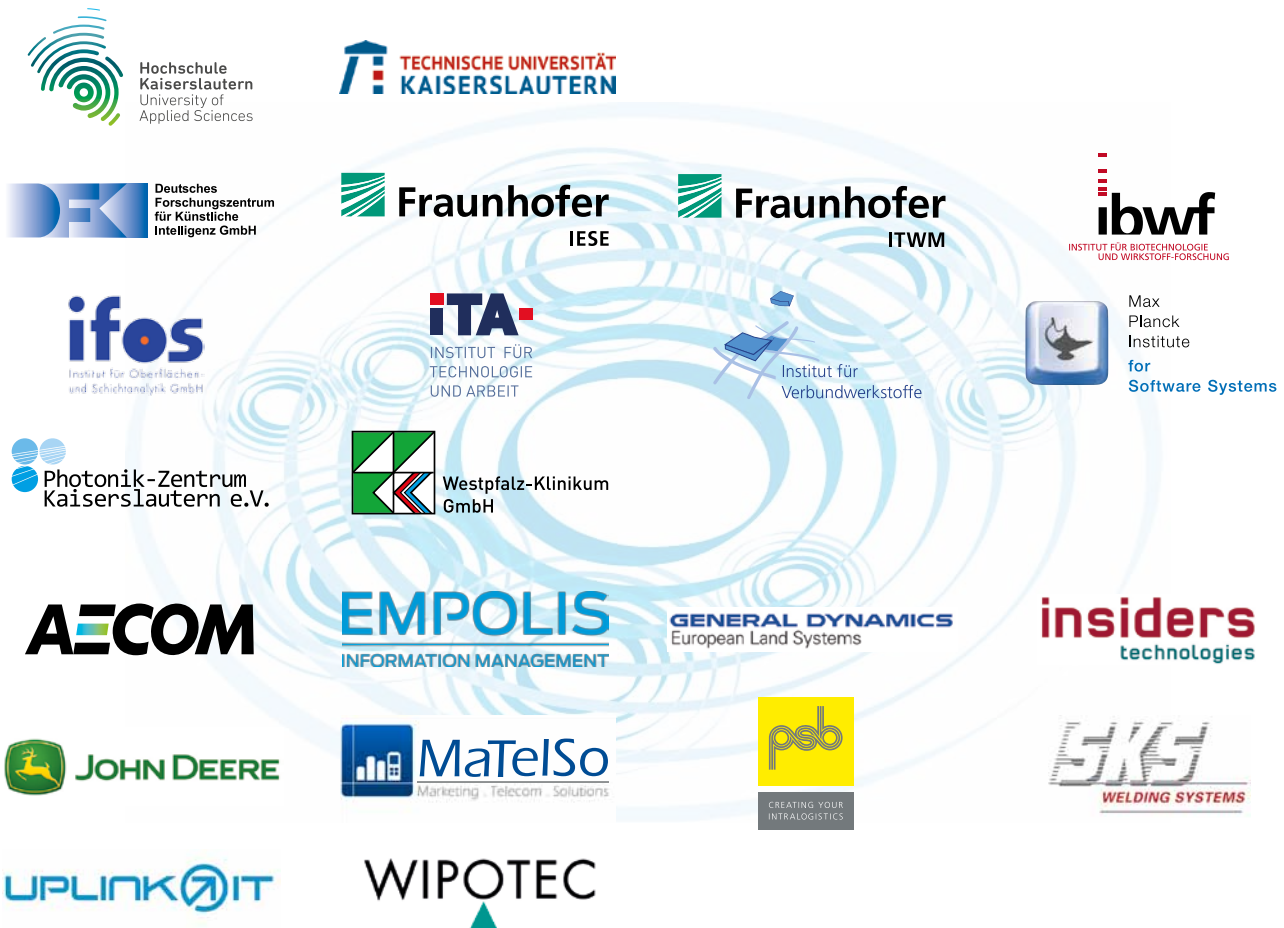 Hochschule
Kaiserslautern
University of
Applied Sciences
TECHNISCHE UNIVERSITÄT
KAISERSLAUTERN
DFK
Deutsches
Forschungszentrum
für Künstliche
Intelligenz GmbH
Fraunhofer
IESE
Fraunhofer
ITWM
ibwf
INSTITUT FÜR BIOTECHNOLOGIE
UND WIRKSTOFF-FORSCHUNG
ifos
Institut für Oberflächen-
und Schichtanalytik GmbH
iTA
INSTITUT FÜR
TECHNOLOGIE
UND ARBEIT
Institut für
Verbundwerkstoffe
Max
Planck
Institute
for
Software Systems
Photonik-Zentrum
Kaiserslautern e.V.
Westpfalz-Klinikum
GmbH
AECOM
EMPOLIS
INFORMATION MANAGEMENT
GENERAL DYNAMICS
European Land Systems
insiders
technologies
JOHN DEERE
MaTelSo
Marketing . Telecom . Solutions
psb
CREATING YOUR
INTRALOGISTICS
SKS
WELDING SYSTEMS
UPLINK IT
WIPOTEC